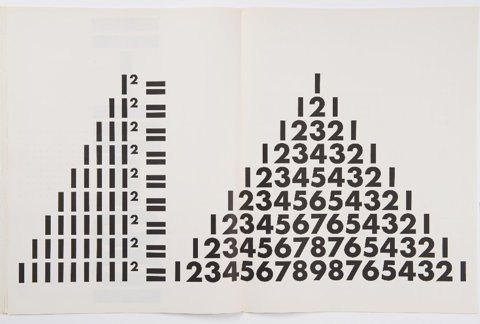 1² = 1
11² = 121
111² = 12321
1111² = 1234321
11111² = 123454321
111111² = 12345654321
1111111² = 1234567654321
11111111² = 123456787654321
111111111² = 12345678987654321